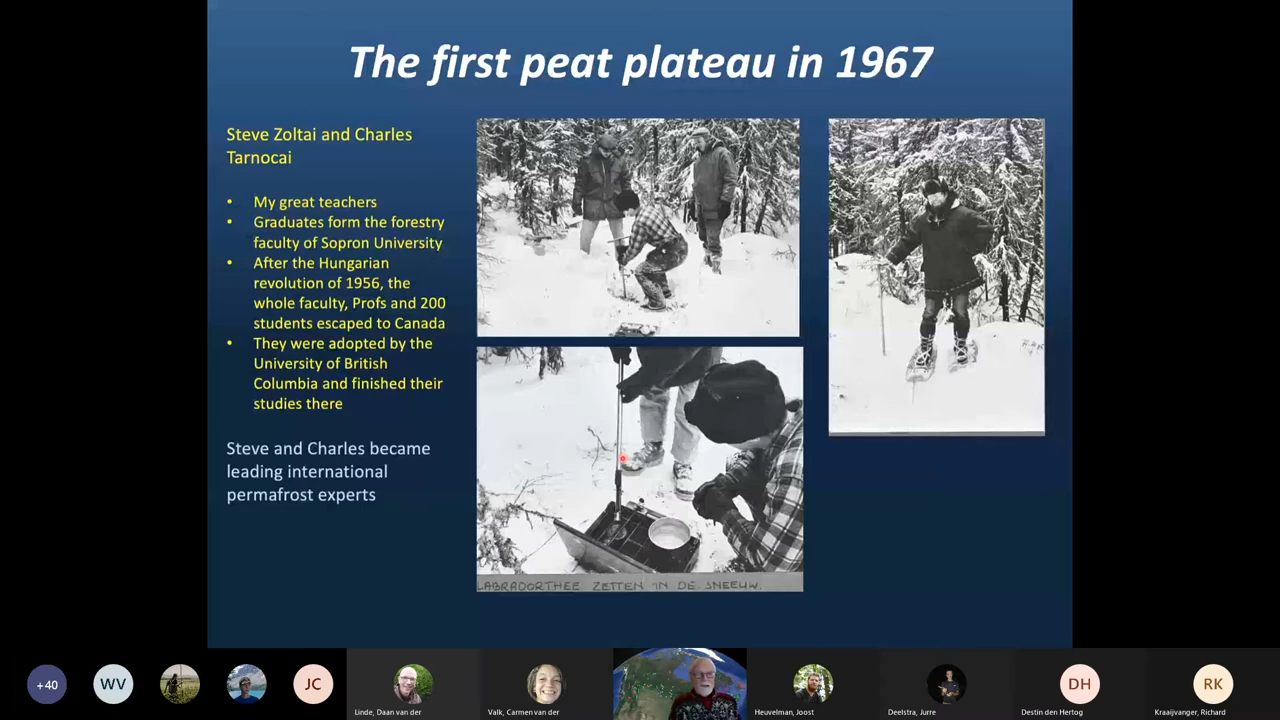 The first peat plateau in 1967
Steve Zoltai and Charles
Tarnocai
• My great teachers
• Graduates form the forestry
faculty of Sopron University
• After the Hungarian
revolution of 1956, the
whole faculty, Profs and 200
students escaped to Canada
• They were adopted by the
University of British
Columbia and finished their
studies there
Steve and Charles became
leading international
permafrost experts
LABRADORTHEE ZETTEN IN DE SNEEUW.
+40
WV
JC
Linde, Daan van der
Valk, Carmen van der
Heuvelman, Joost
Deelstra, Jurre
DH
Destin den Hertog
RK
Kraaijvanger, Richard